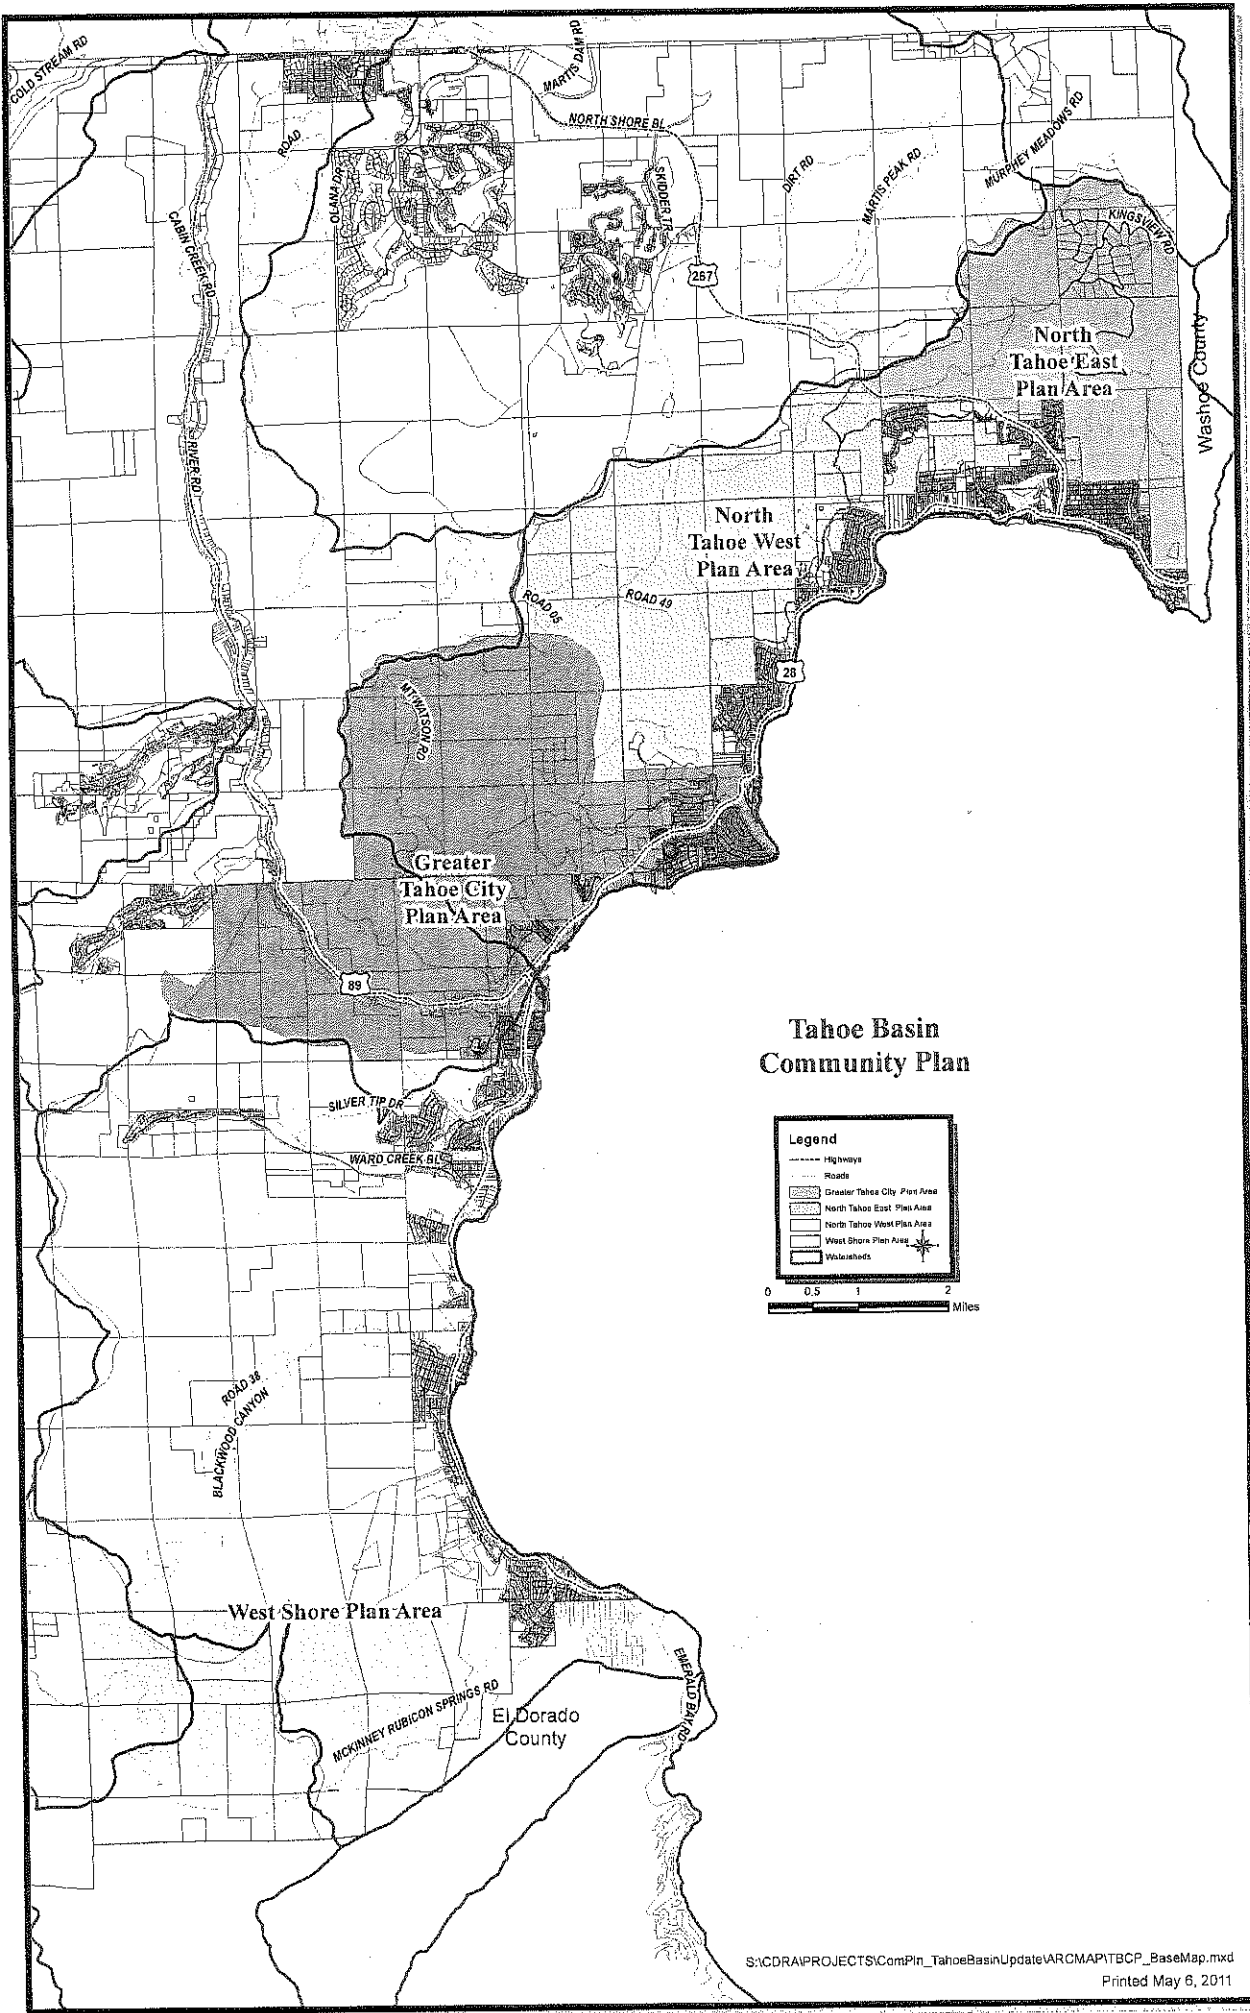 COLD STREAM RD
MARTIS DAM RD
NORTH SHORE BL
ROAD
OLANA DR
SKIDDER TR
DIRT RD
MARTIS PEAK RD
MURPHEY MEADOWS RD
KINGSVIEW RD
CABIN CREEK RD
267
North
Tahoe East
Plan Area
Washoe County
RIVER RD
North
Tahoe West
Plan Area
ROAD 05
ROAD 49
28
MT WATSON RD
Greater
Tahoe City
Plan Area
89
Tahoe Basin
Community Plan
SILVER TIP DR
WARD CREEK BL
Legend
Highways
Roads
Greater Tahoe City Plan Area
North Tahoe East Plan Area
North Tahoe West Plan Area
West Shore Plan Area
Watersheds
0 0.5 1 2
Miles
ROAD 38
BLACKWOOD CANYON
West Shore Plan Area
EMERALD BAY RD
MCKINNEY RUBICON SPRINGS RD
El Dorado
County
S:\CDRA\PROJECTS\ComPln_TahoeBasinUpdate\ARCMAP\TBCP_BaseMap.mxd
Printed May 6, 2011